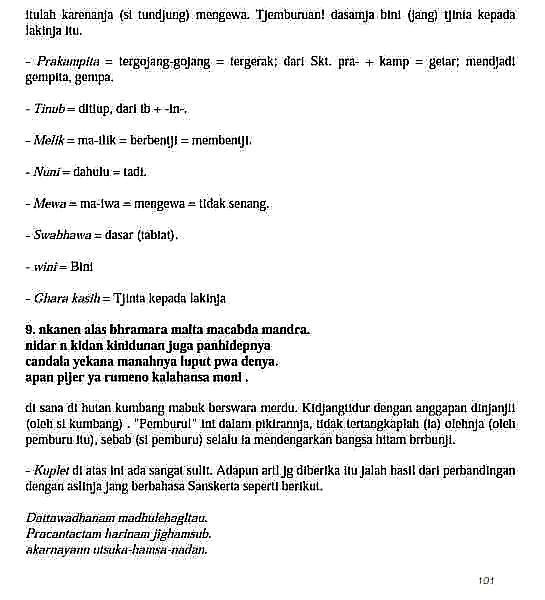 itulah karenanja (si tundjung) mengewa. Tjemburuan! dasamja bini (jang) tjinta kepada
lakinja itu.
- Prakampita = tergojang-gojang = tergerak; dari Skt. pra- + kamp = getar; mendjadi
gempita, gempa.
- Tinub = ditiup, dari tb + -in-.
- Melik = ma-ilik = berbentji = membentji.
- Nuni = dahulu = tadi.
- Mewa = ma-iwa = mengewa = tidak senang.
- Swabhawa = dasar (tabiat).
- wini = Bini
- Ghara kasih = Tjinta kepada lakinja
9. nkanen alas bhramara matta macabda mandra.
nidar n kidan kinidunan juga panhidepnya
candala yekana manahnya luput pwa denya.
apan pijer ya rumeno kalahansa moni .
di sana di hutan kumbang mabuk berswara merdu. Kidjangtidur dengan anggapan dinjanjii
(oleh si kumbang) . "Pemburu!" ini dalam pikirannja, tidak tertangkaplah (ia) olehnja (oleh
pemburu itu), sebab (si pemburu) selalu ia mendengarkan bangsa hitam brrbunji.
- Kuplet di atas ini ada sangat sulit. Adapun arti jg diberika itu jalah hasil dari perbandingan
dengan aslinja jang berbahasa Sanskerta seperti berikut.
Dattawadhanam madhulehagitau.
Pracantactam harinam jighamsub.
akarnayann utsuka-hamsa-nadan.
101